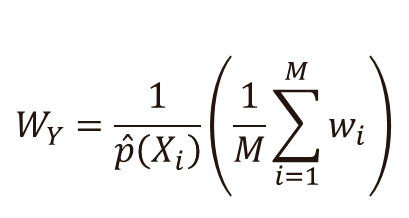 W_Y = \frac{1}{\hat{p}(X_i)} \left( \frac{1}{M} \sum_{i=1}^{M} w_i \right)